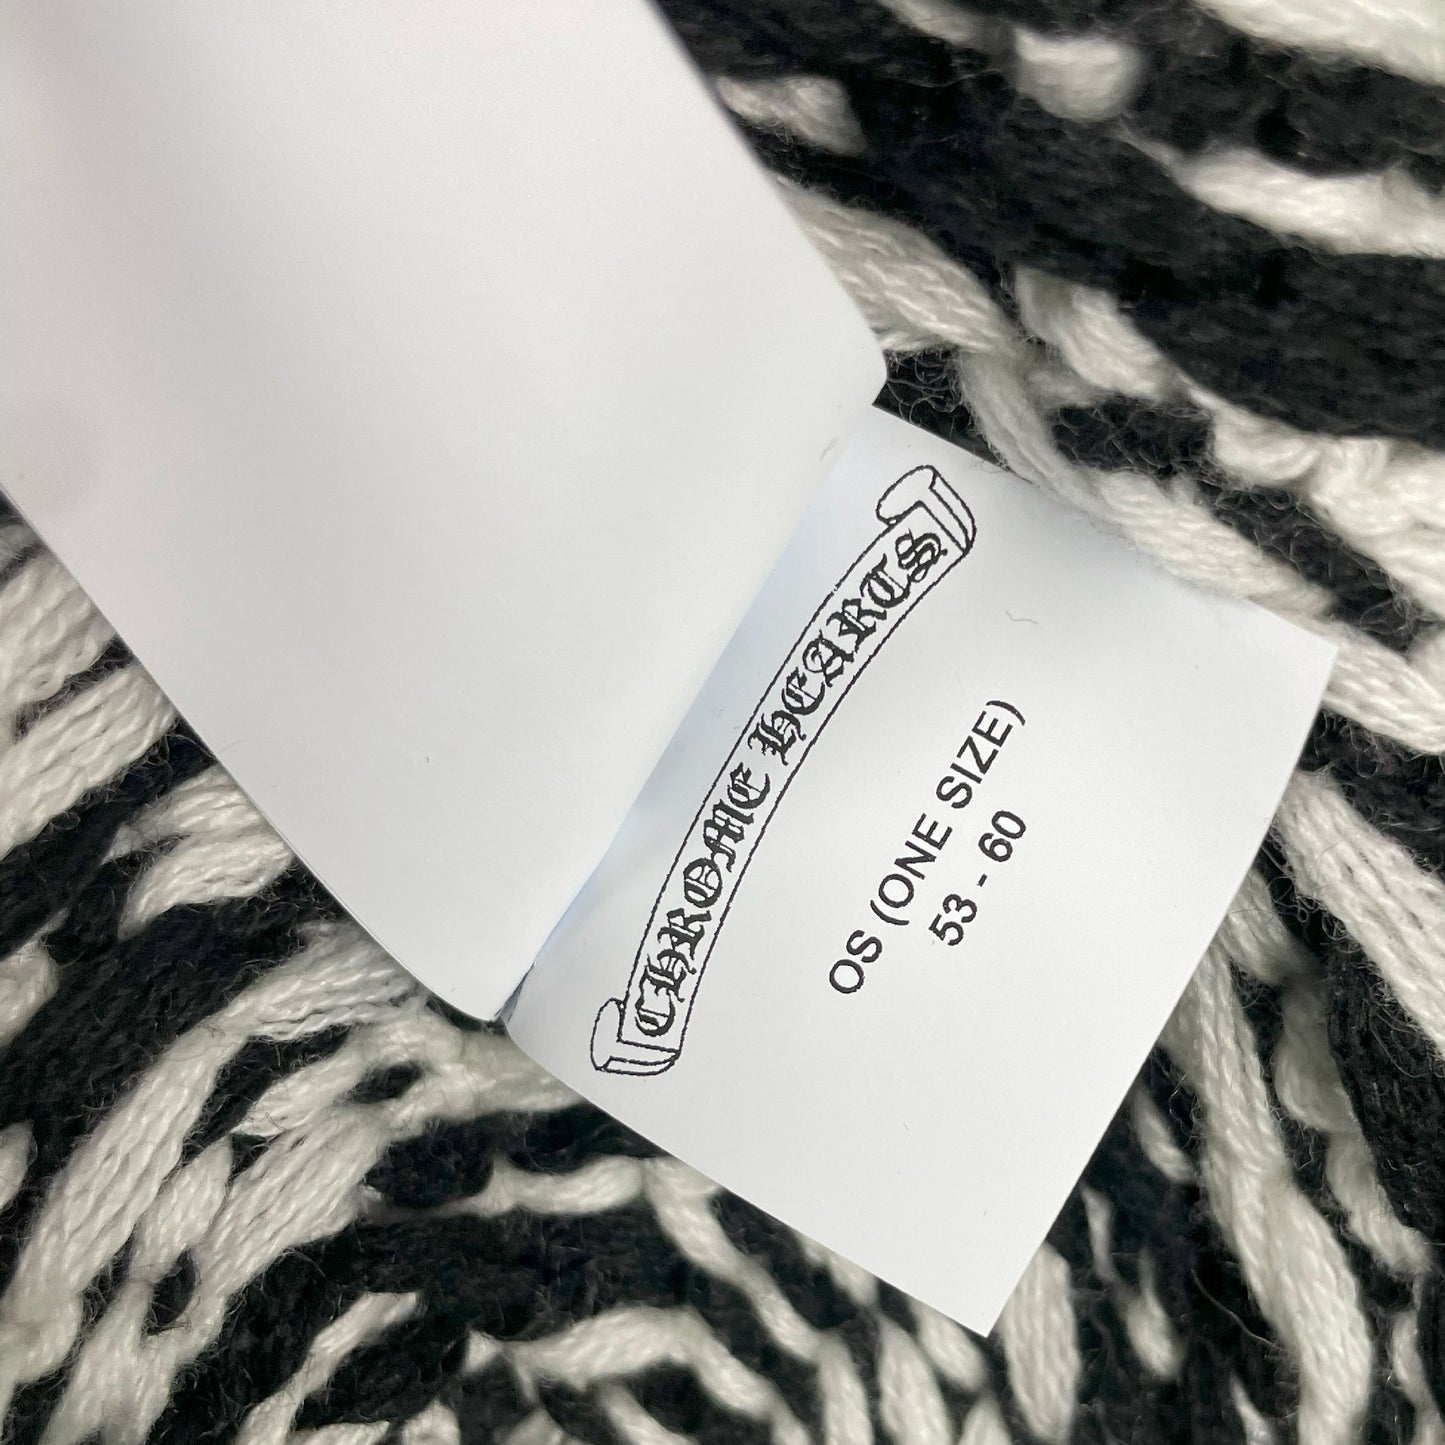 CHROME HEARTS
OS (ONE SIZE)
53 - 60